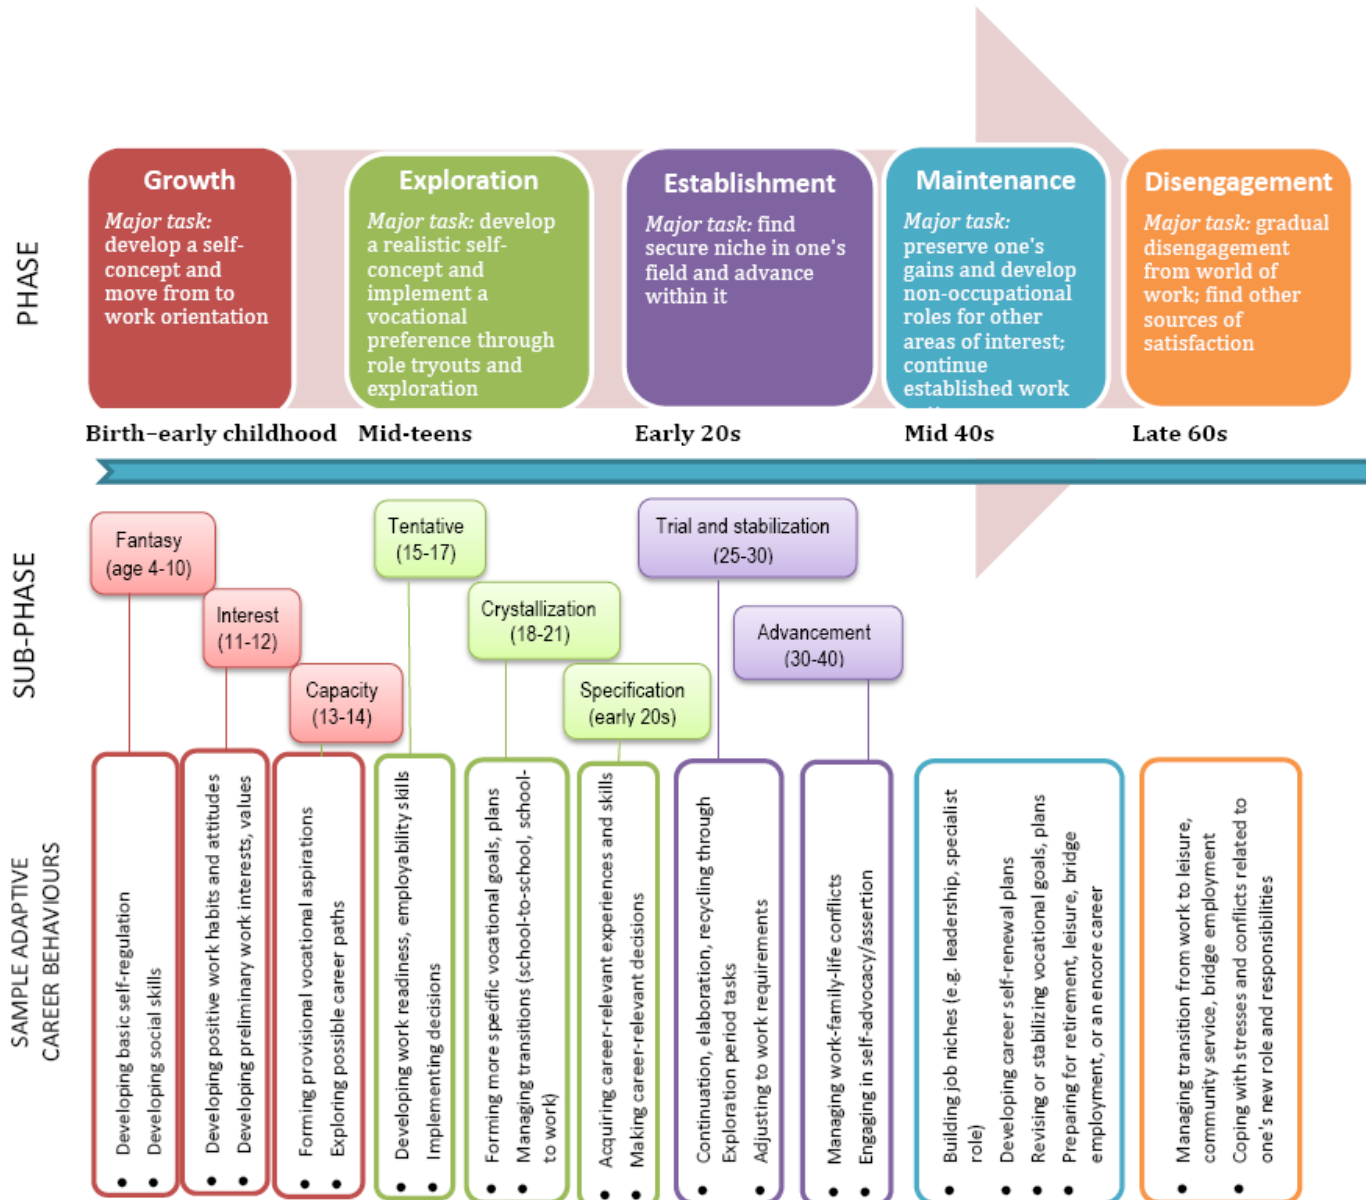 PHASE
Growth
Major task:
develop a self-
concept and
move from to
work orientation
Exploration
Major task: develop
a realistic self-
concept and
implement a
vocational
preference through
role tryouts and
exploration
Establishment
Major task: find
secure niche in one's
field and advance
within it
Maintenance
Major task:
preserve one's
gains and develop
non-occupational
roles for other
areas of interest;
continue
established work
Disengagement
Major task: gradual
disengagement
from world of
work; find other
sources of
satisfaction
Birth–early childhood
Mid-teens
Early 20s
Mid 40s
Late 60s
SUB-PHASE
Fantasy
(age 4-10)
Interest
(11-12)
Capacity
(13-14)
Tentative
(15-17)
Crystallization
(18-21)
Specification
(early 20s)
Trial and stabilization
(25-30)
Advancement
(30-40)
SAMPLE ADAPTIVE
CAREER BEHAVIOURS
• Developing basic self-regulation
• Developing social skills
• Developing positive work habits and attitudes
• Developing preliminary work interests, values
• Forming provisional vocational aspirations
• Exploring possible career paths
• Developing work readiness, employability skills
• Implementing decisions
• Forming more specific vocational goals, plans
• Managing transitions (school-to-school, school-
to work)
• Acquiring career-relevant experiences and skills
• Making career-relevant decisions
• Continuation, elaboration, recycling through
Exploration period tasks
• Adjusting to work requirements
• Managing work-family-life conflicts
• Engaging in self-advocacy/assertion
• Building job niches (e.g. leadership, specialist
role)
• Developing career self-renewal plans
• Revising or stabilizing vocational goals, plans
• Preparing for retirement, leisure, bridge
employment, or an encore career
• Managing transition from work to leisure,
community service, bridge employment
• Coping with stresses and conflicts related to
one's new role and responsibilities